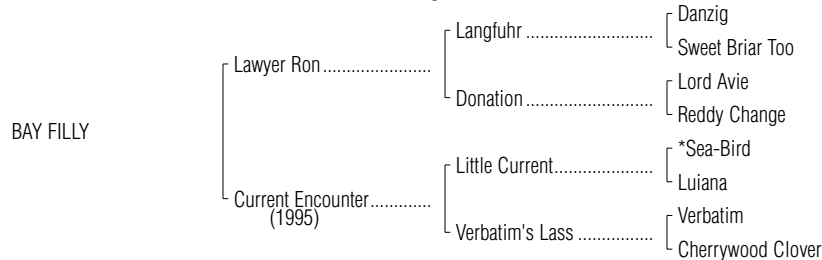 Danzig
Langfuhr ......................
Sweet Briar Too
Lawyer Ron......................
Lord Avie
Donation ......................
Reddy Change
BAY FILLY
*Sea-Bird
Little Current......................
Luiana
Current Encounter.............
(1995)
Verbatim
Verbatim's Lass .................
Cherrywood Clover